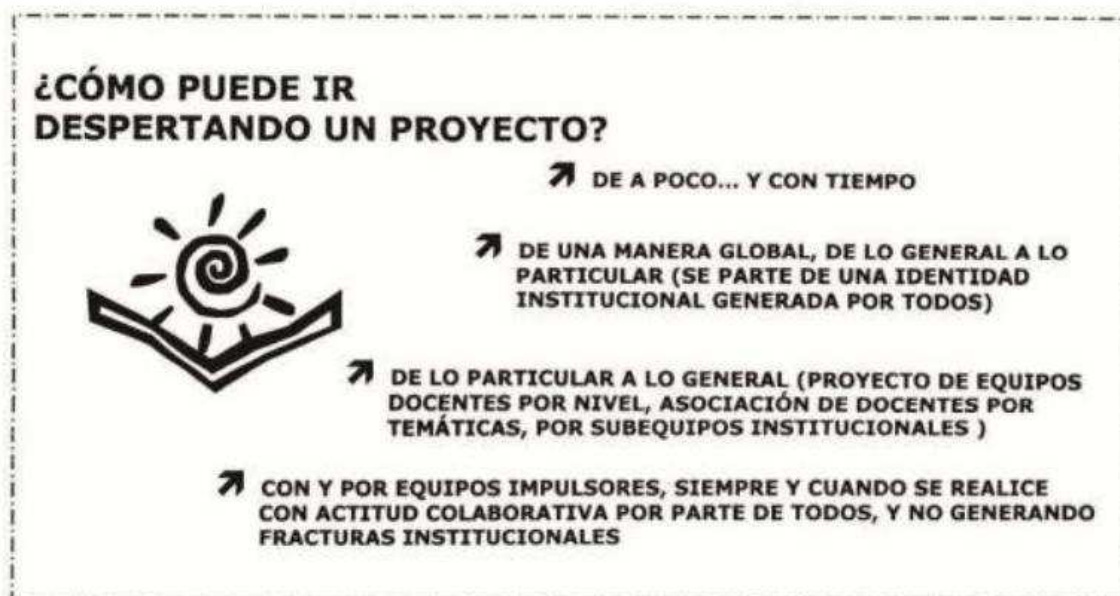 ¿CÓMO PUEDE IR
DESPERTANDO UN PROYECTO?
DE A POCO... Y CON TIEMPO
DE UNA MANERA GLOBAL, DE LO GENERAL A LO
PARTICULAR (SE PARTE DE UNA IDENTIDAD
INSTITUCIONAL GENERADA POR TODOS)
DE LO PARTICULAR A LO GENERAL (PROYECTO DE EQUIPOS
DOCENTES POR NIVEL, ASOCIACIÓN DE DOCENTES POR
TEMÁTICAS, POR SUBEQUIPOS INSTITUCIONALES )
CON Y POR EQUIPOS IMPULSORES, SIEMPRE Y CUANDO SE REALICE
CON ACTITUD COLABORATIVA POR PARTE DE TODOS, Y NO GENERANDO
FRACTURAS INSTITUCIONALES